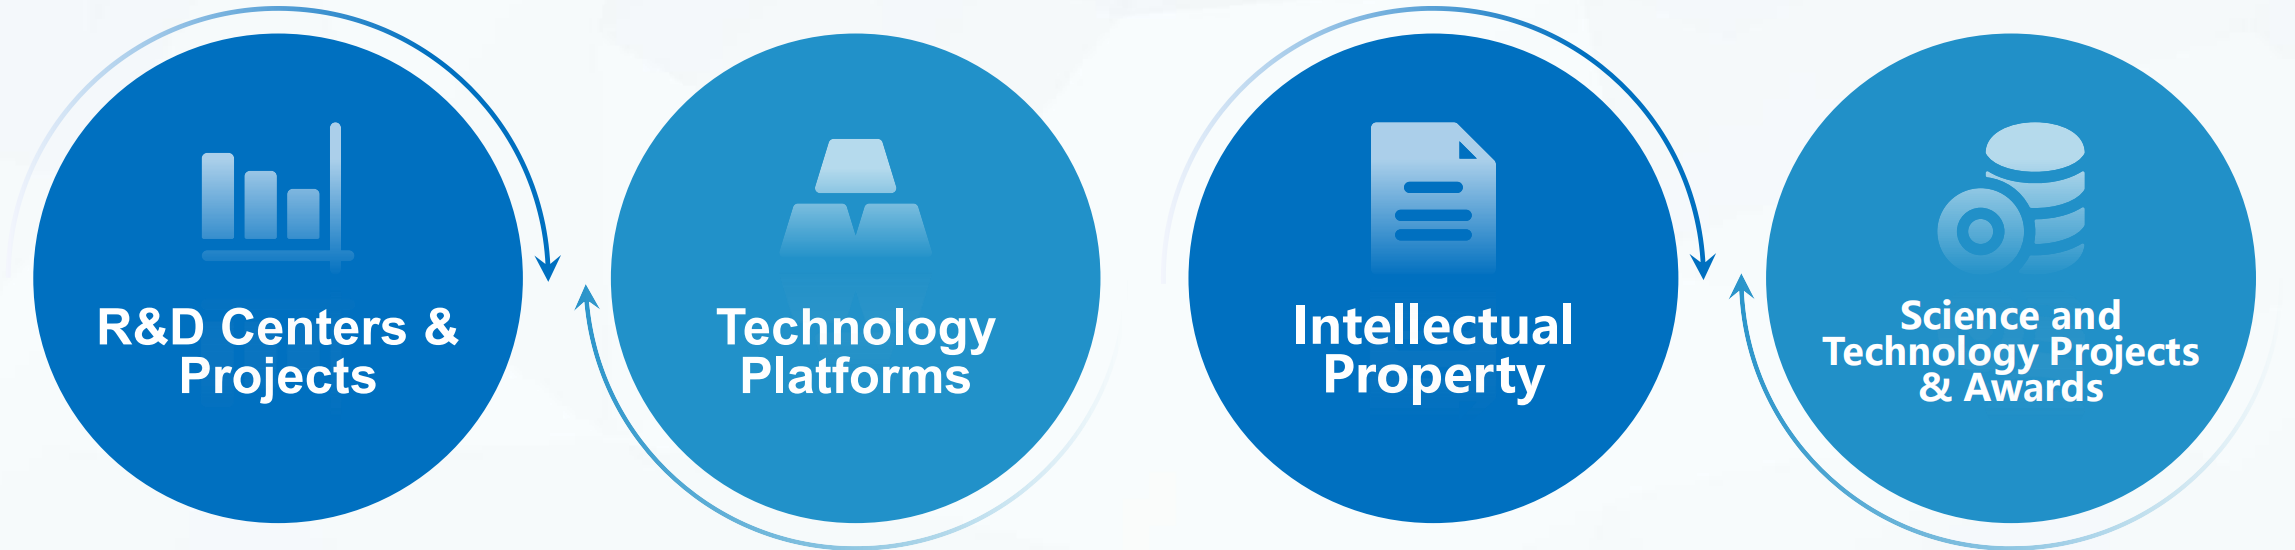 R&D Centers &
Projects
Technology
Platforms
Intellectual
Property
Science and
Technology Projects
& Awards